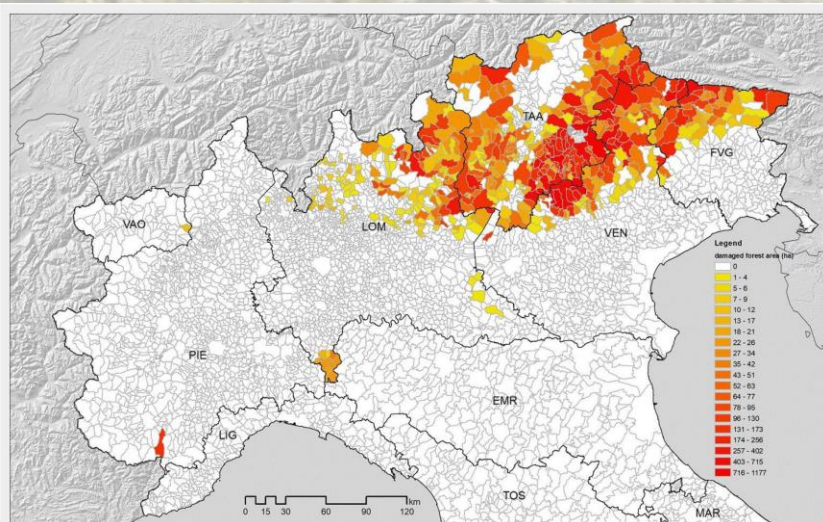 TAA
FVG
VAO
LOM
VEN
Legend
damaged forest area (ha)
0
1 - 4
5 - 6
7 - 9
10 - 12
13 - 17
18 - 21
22 - 26
27 - 34
35 - 42
43 - 51
52 - 63
64 - 77
78 - 95
96 - 130
131 - 173
174 - 256
257 - 402
403 - 715
716 - 1177
PIE
EMR
LIG
km
0 15 30 60 90 120
TOS
MAR